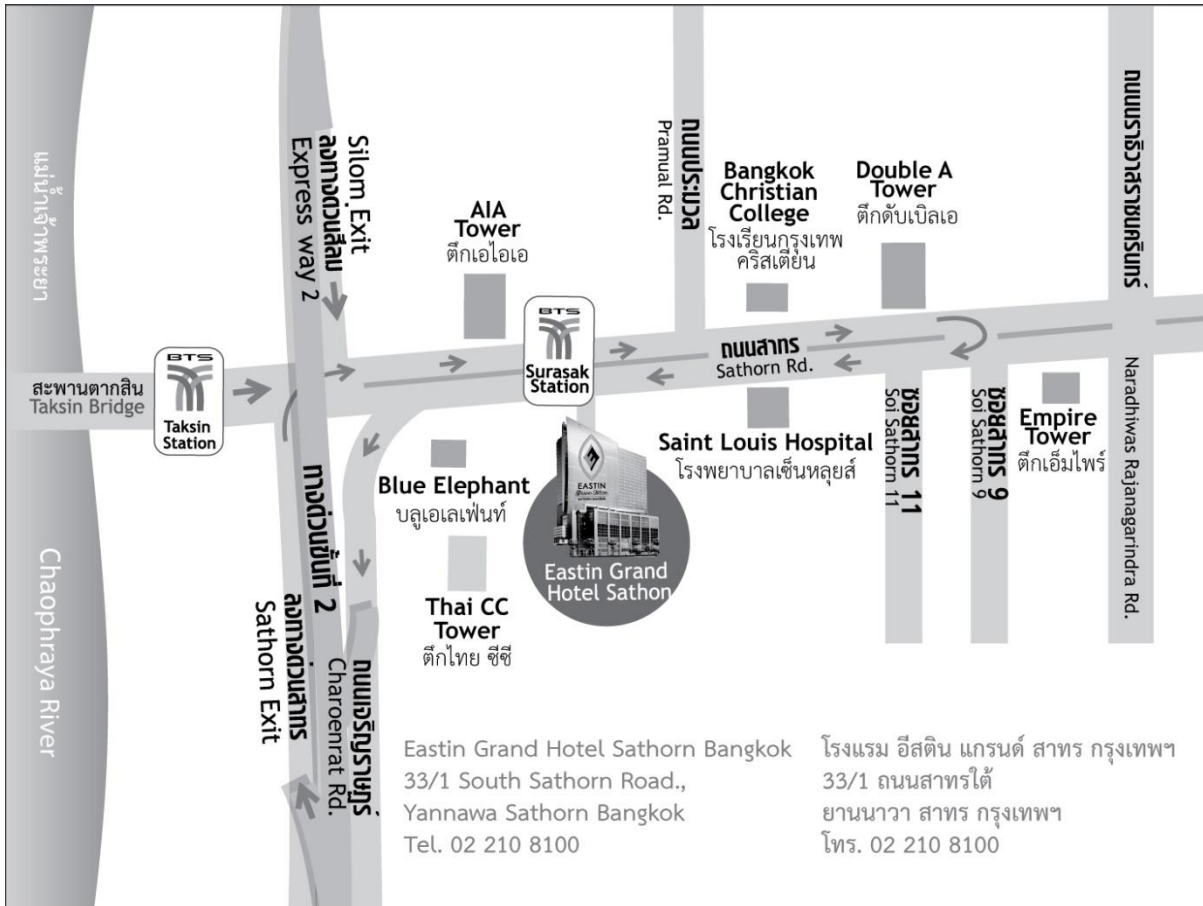 แม่น้ำเจ้าพระยา
Chaophraya River
สะพานตากสิน
Taksin Bridge
BTS
Taksin
Station
Silom Exit
ลงทางด่วนสีลม
Express way 2
ทางด่วนขั้นที่ 2
ลงทางด่วนสาทร
Sathorn Exit
ถนนเจริญราษฎร์
Charoenrat Rd.
AIA
Tower
ตึกเอไอเอ
BTS
Surasak
Station
ถนนประมวล
Pramual Rd.
Bangkok
Christian
College
โรงเรียนกรุงเทพ
คริสเตียน
Double A
Tower
ตึกดับเบิลเอ
ถนนนราธิวาสราชนครินทร์
Naradhiwas Rajanagarindra Rd.
ถนนสาทร
Sathorn Rd.
Blue Elephant
บลูเอเลเฟ่นท์
Thai CC
Tower
ตึกไทย ซีซี
EASTIN
Eastin Grand
Hotel Sathon
Saint Louis Hospital
โรงพยาบาลเซ็นหลุยส์
ซอยสาทร 11
Soi Sathorn 11
ซอยสาทร 9
Soi Sathorn 9
Empire
Tower
ตึกเอ็มไพร์
Eastin Grand Hotel Sathorn Bangkok
33/1 South Sathorn Road.,
Yannawa Sathorn Bangkok
Tel. 02 210 8100
โรงแรม อีสติน แกรนด์ สาทร กรุงเทพฯ
33/1 ถนนสาทรใต้
ยานนาวา สาทร กรุงเทพฯ
โทร. 02 210 8100